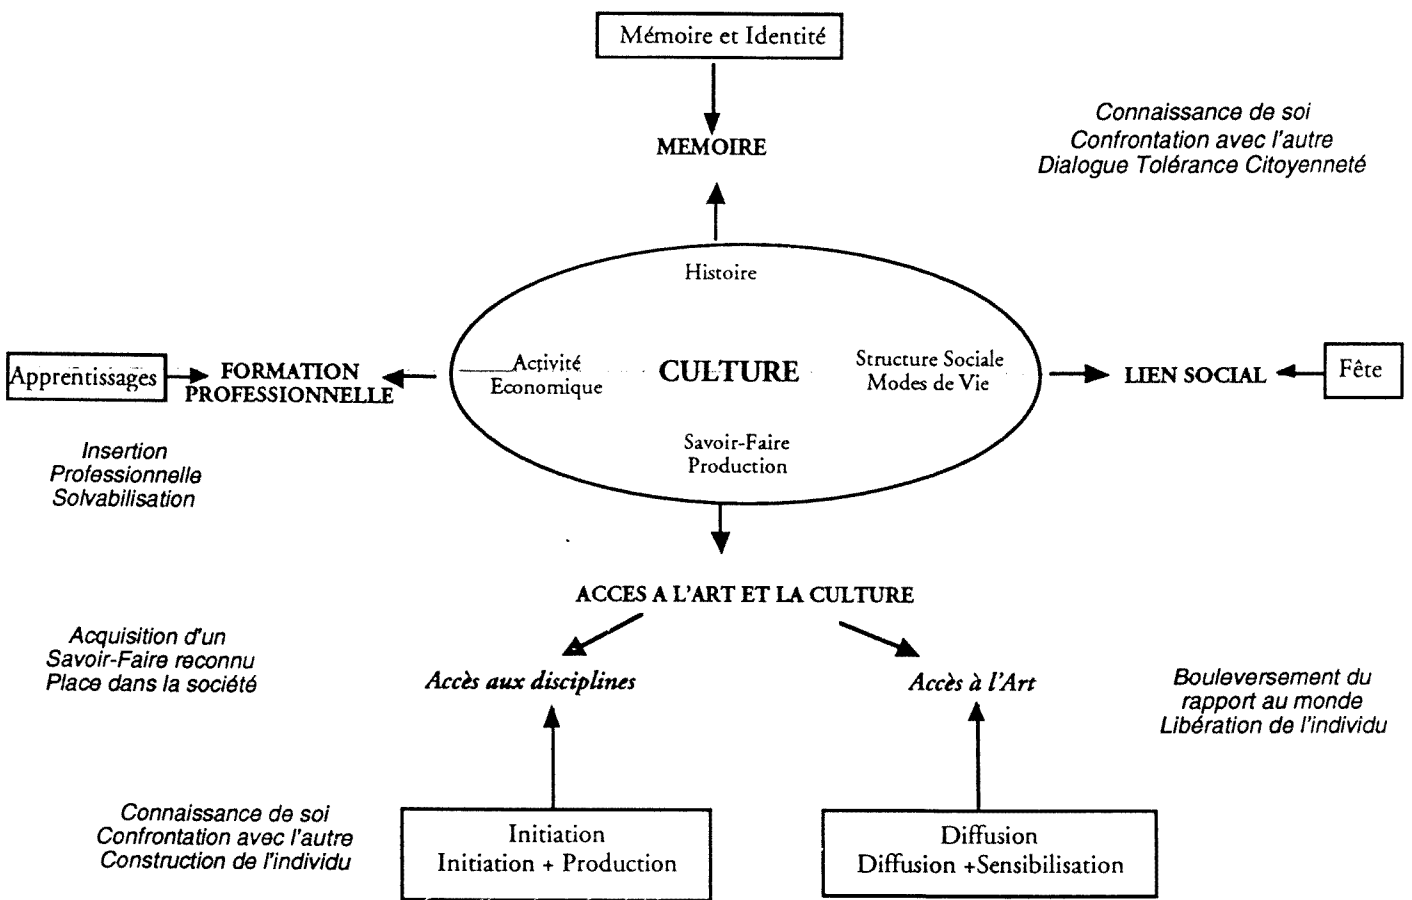 Mémoire et Identité
Connaissance de soi
Confrontation avec l'autre
Dialogue Tolérance Citoyenneté
MEMOIRE
Histoire
Apprentissages
FORMATION
PROFESSIONNELLE
Activité
Economique
CULTURE
Structure Sociale
Modes de Vie
LIEN SOCIAL
Fête
Savoir-Faire
Production
Insertion
Professionnelle
Solvabilisation
ACCES A L'ART ET LA CULTURE
Acquisition d'un
Savoir-Faire reconnu
Place dans la société
Accès aux disciplines
Accès à l'Art
Bouleversement du
rapport au monde
Libération de l'individu
Connaissance de soi
Confrontation avec l'autre
Construction de l'individu
Initiation
Initiation + Production
Diffusion
Diffusion +Sensibilisation